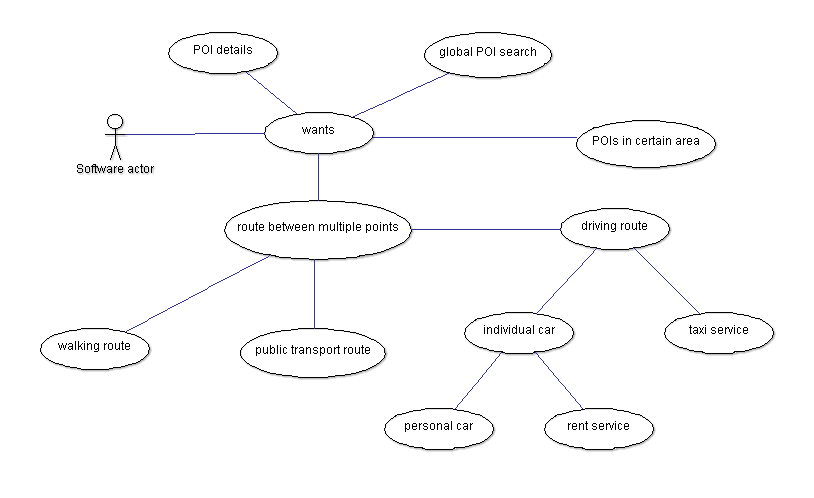 POI details
global POI search
wants
POIs in certain area
Software actor
route between multiple points
driving route
walking route
public transport route
individual car
taxi service
personal car
rent service